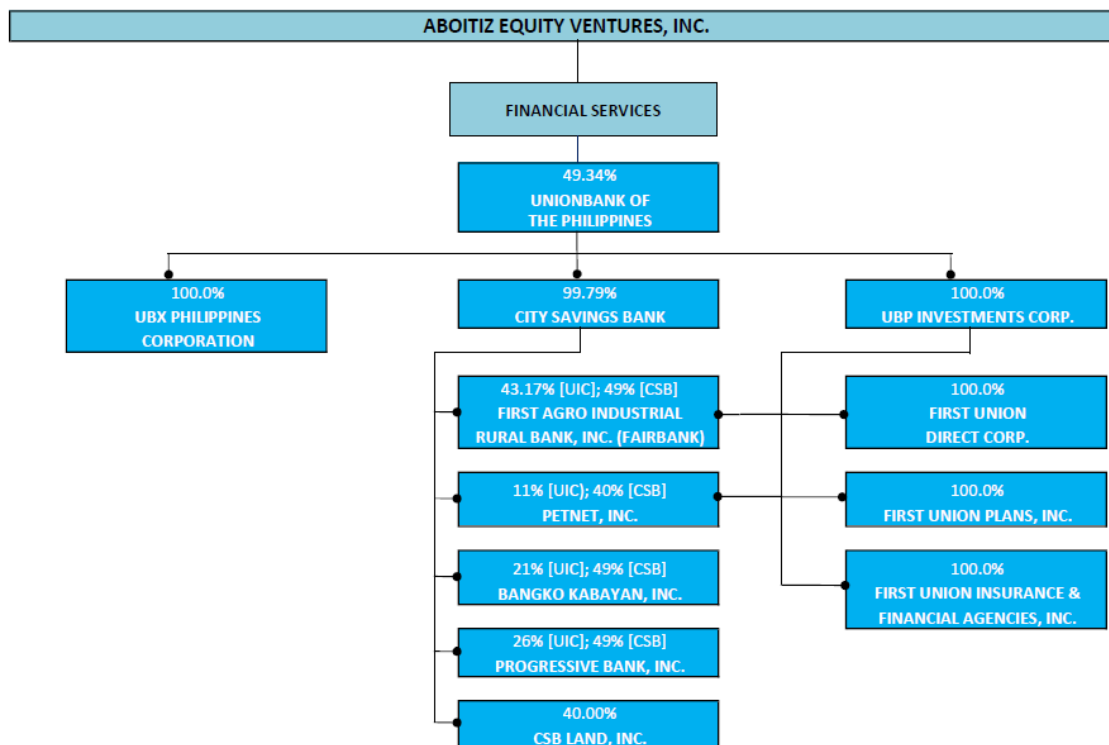 ABOITIZ EQUITY VENTURES, INC.
FINANCIAL SERVICES
49.34%
UNIONBANK OF
THE PHILIPPINES
100.0%
UBX PHILIPPINES
CORPORATION
99.79%
CITY SAVINGS BANK
100.0%
UBP INVESTMENTS CORP.
43.17% [UIC]; 49% [CSB]
FIRST AGRO INDUSTRIAL
RURAL BANK, INC. (FAIRBANK)
100.0%
FIRST UNION
DIRECT CORP.
11% [UIC); 40% [CSB]
PETNET, INC.
100.0%
FIRST UNION PLANS, INC.
21% [UIC]; 49% [CSB]
BANGKO KABAYAN, INC.
100.0%
FIRST UNION INSURANCE &
FINANCIAL AGENCIES, INC.
26% [UIC]; 49% [CSB]
PROGRESSIVE BANK, INC.
40.00%
CSB LAND, INC.